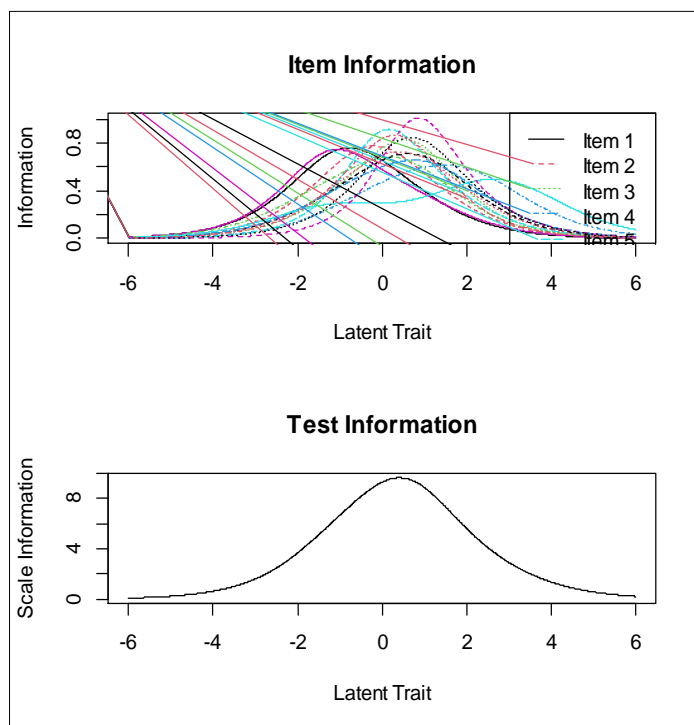 Item Information
Information
0.0 0.4 0.8
Item 1
Item 2
Item 3
Item 4
Item 5
-6 -4 -2 0 2 4 6
Latent Trait
Test Information
Scale Information
0 4 8
-6 -4 -2 0 2 4 6
Latent Trait